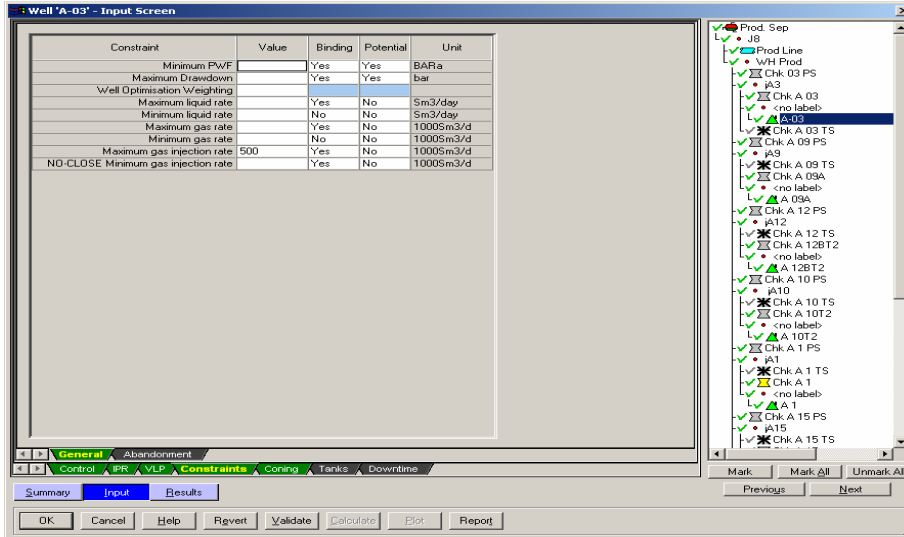 Well 'A-03' - Input Screen
Constraint Value Binding Potential Unit
Minimum PWF Yes Yes BARa
Maximum Drawdown Yes Yes bar
Well Optimisation Weighting
Maximum liquid rate Yes No Sm3/day
Minimum liquid rate No No Sm3/day
Maximum gas rate Yes No 1000Sm3/d
Minimum gas rate No No 1000Sm3/d
Maximum gas injection rate 500 Yes No 1000Sm3/d
NO-CLOSE Minimum gas injection rate Yes No 1000Sm3/d
General Abandonment
Control IPR VLP Constraints Coning Tanks Downtime
Summary Input Results
OK Cancel Help Revert Validate Calculate Plot Report
Prod. Sep
J8
Prod Line
WH Prod
Chk 03 PS
jA3
Chk A 03
<no label>
A-03
Chk A 03 TS
Chk A 09 PS
jA9
Chk A 09 TS
Chk A 09A
<no label>
A 09A
Chk A 12 PS
jA12
Chk A 12 TS
Chk A 12BT2
<no label>
A 12BT2
Chk A 10 PS
jA10
Chk A 10 TS
Chk A 10T2
<no label>
A 10T2
Chk A 1 PS
jA1
Chk A 1 TS
Chk A 1
<no label>
A 1
Chk A 15 PS
jA15
Chk A 15 TS
Mark Mark All Unmark All
Previous Next